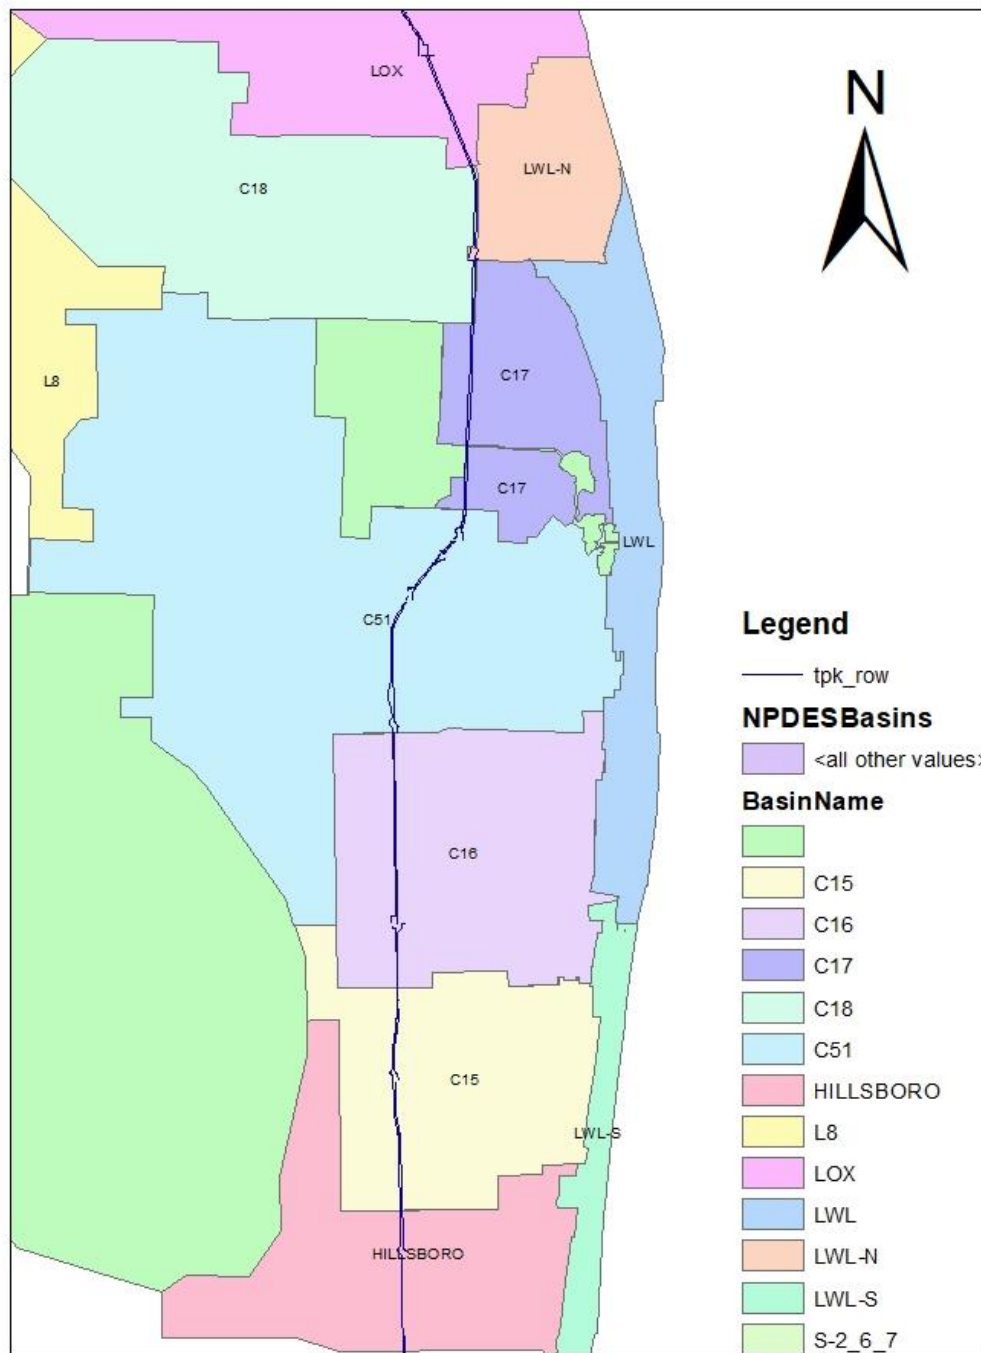 LOX
N
LWL-N
C18
C17
L8
C17
LWL
C51
C16
C15
LWL-S
HILLSBORO
Legend
tpk_row
NPDESBasins
<all other values>
BasinName
C15
C16
C17
C18
C51
HILLSBORO
L8
LOX
LWL
LWL-N
LWL-S
S-2_6_7